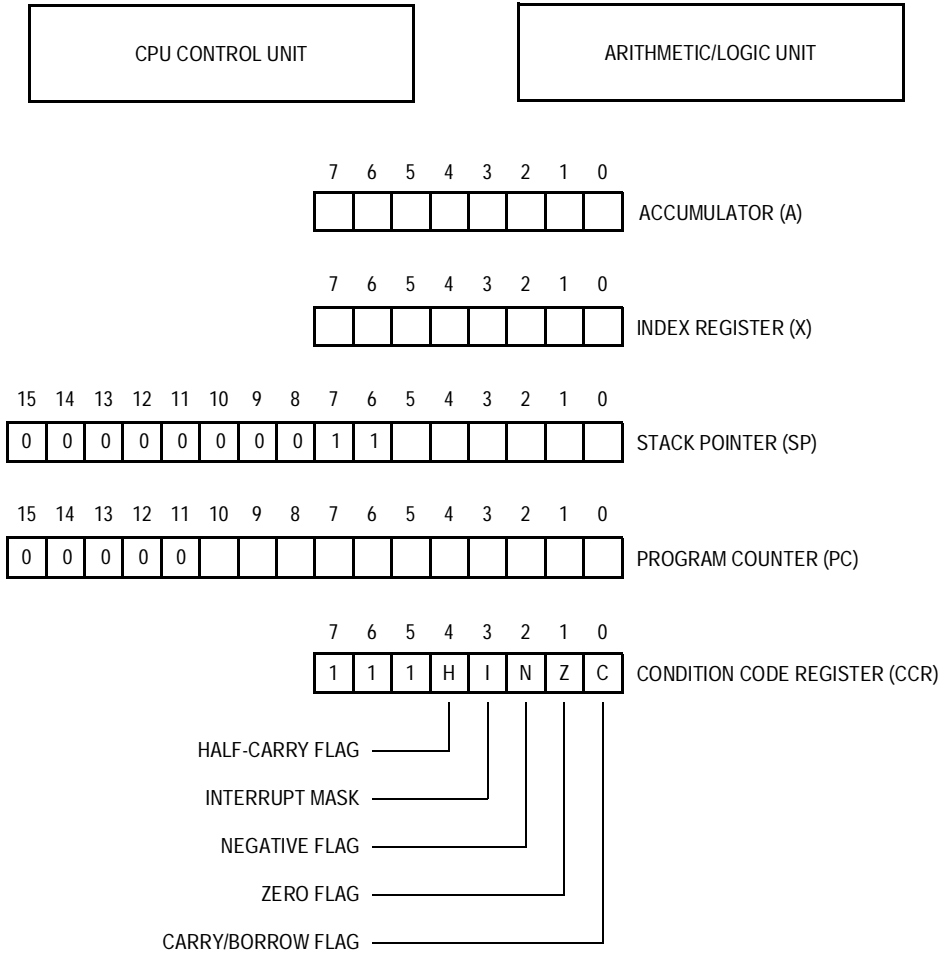 CPU CONTROL UNIT
ARITHMETIC/LOGIC UNIT
7 6 5 4 3 2 1 0
ACCUMULATOR (A)
7 6 5 4 3 2 1 0
INDEX REGISTER (X)
15 14 13 12 11 10 9 8 7 6 5 4 3 2 1 0
0 0 0 0 0 0 0 0 1 1 STACK POINTER (SP)
15 14 13 12 11 10 9 8 7 6 5 4 3 2 1 0
0 0 0 0 0 PROGRAM COUNTER (PC)
7 6 5 4 3 2 1 0
1 1 1 H I N Z C CONDITION CODE REGISTER (CCR)
HALF-CARRY FLAG
INTERRUPT MASK
NEGATIVE FLAG
ZERO FLAG
CARRY/BORROW FLAG